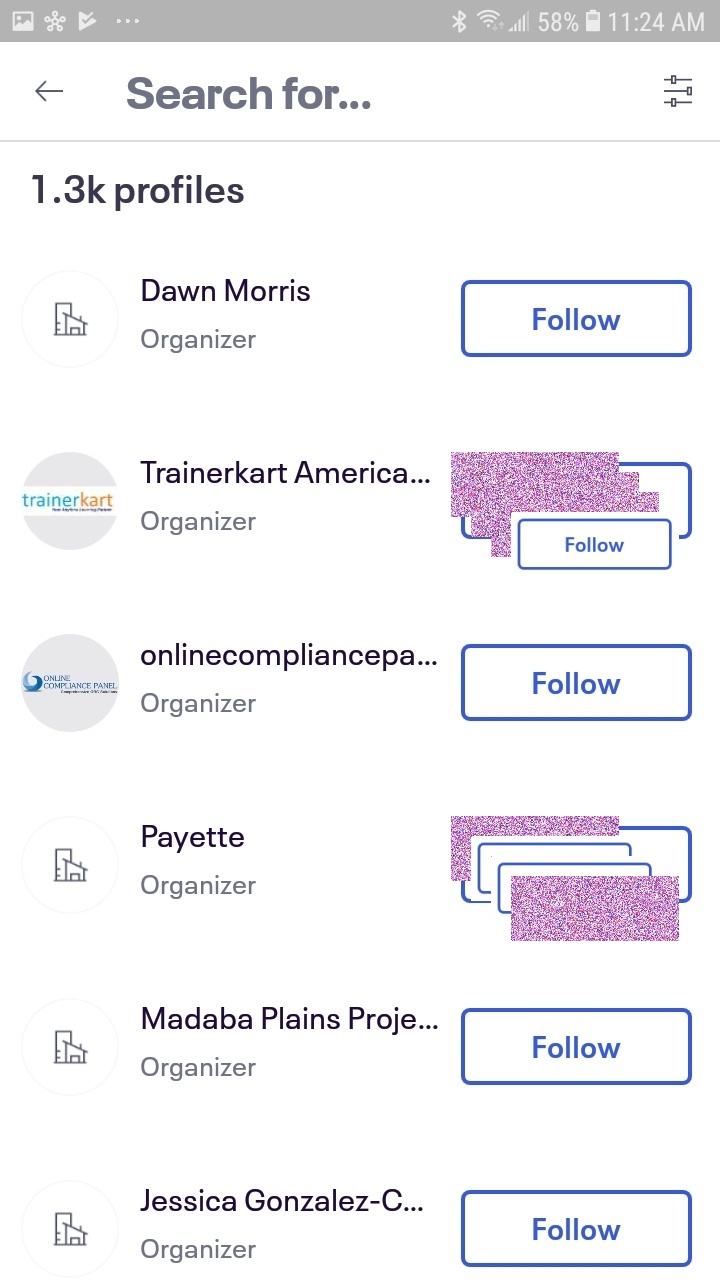 58% 11:24 AM
Search for...
1.3k profiles
Dawn Morris
Organizer
Follow
trainerkart
Trainerkart America...
Organizer
Follow
ONLINE
COMPLIANCE PANEL
onlinecompliancepa...
Organizer
Follow
Payette
Organizer
Madaba Plains Proje...
Organizer
Follow
Jessica Gonzalez-C...
Organizer
Follow